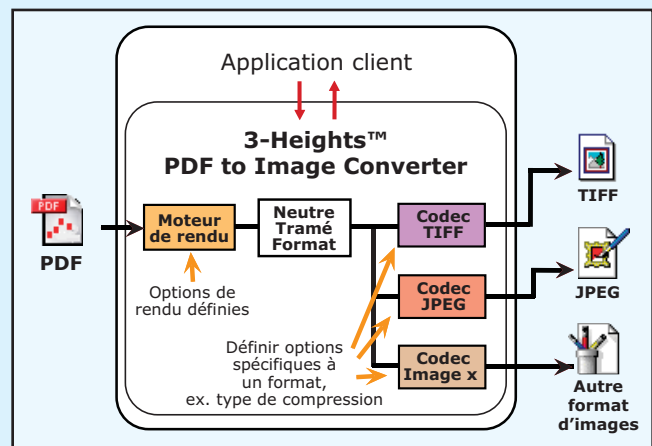 Application client
3-Heights™
PDF to Image Converter
PDF
PDF
Moteur
de rendu
Neutre
Tramé
Format
Codec
TIFF
TIFF
Options de
rendu définies
Codec
JPEG
JPEG
Définir options
spécifiques à
un format,
ex. type de compression
Codec
Image x
Autre
format
d'images